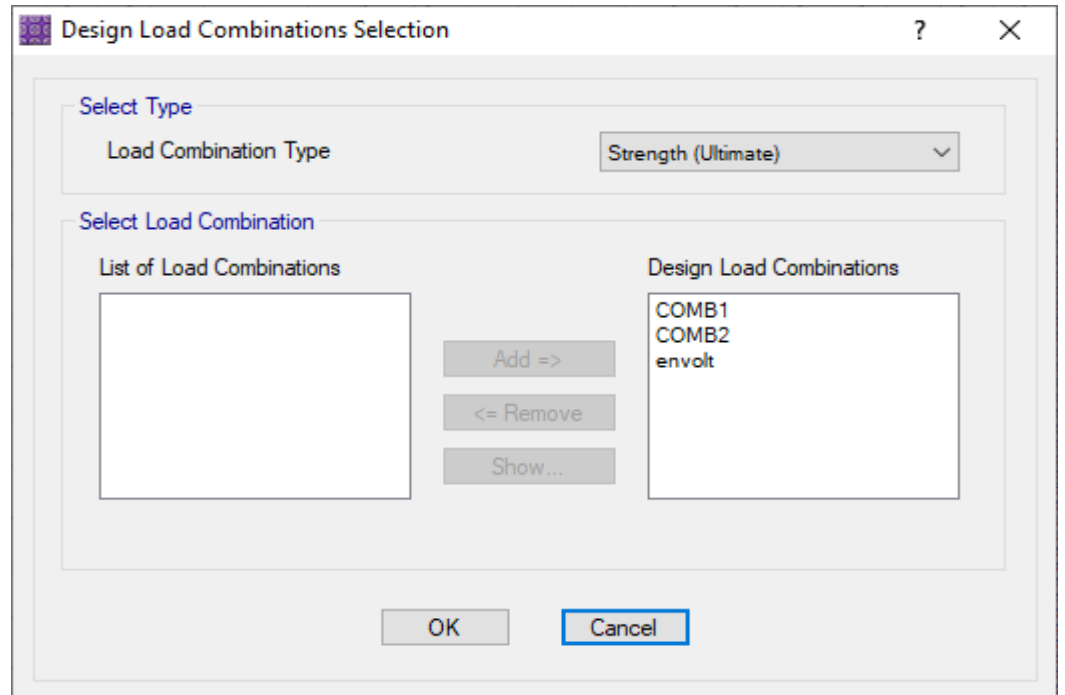 Design Load Combinations Selection
?
Select Type
Load Combination Type
Strength (Ultimate)
Select Load Combination
List of Load Combinations
Design Load Combinations
COMB1
COMB2
envolt
Add =>
<= Remove
Show...
OK
Cancel